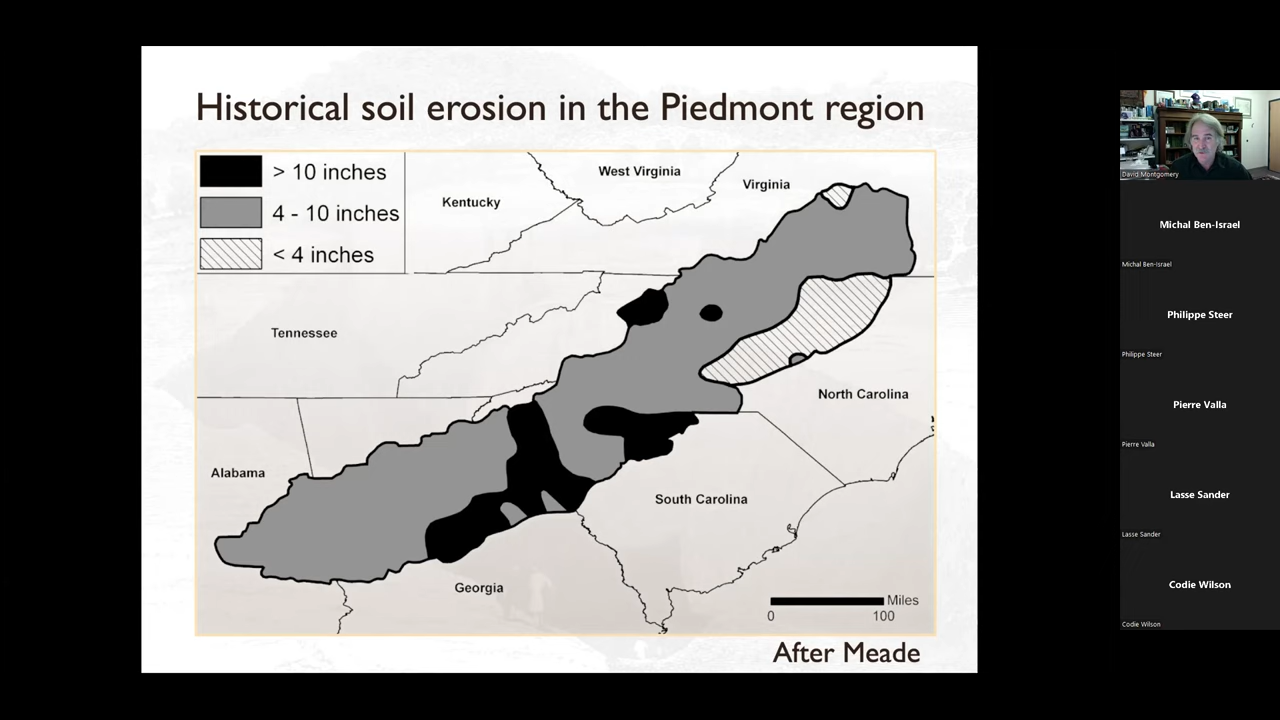 Historical soil erosion in the Piedmont region
> 10 inches
4 - 10 inches
< 4 inches
West Virginia
Virginia
Kentucky
Tennessee
North Carolina
Alabama
South Carolina
Georgia
Miles
0 100
After Meade
David Montgomery
Michal Ben-Israel
Michal Ben-Israel
Philippe Steer
Philippe Steer
Pierre Valla
Pierre Valla
Lasse Sander
Lasse Sander
Codie Wilson
Codie Wilson